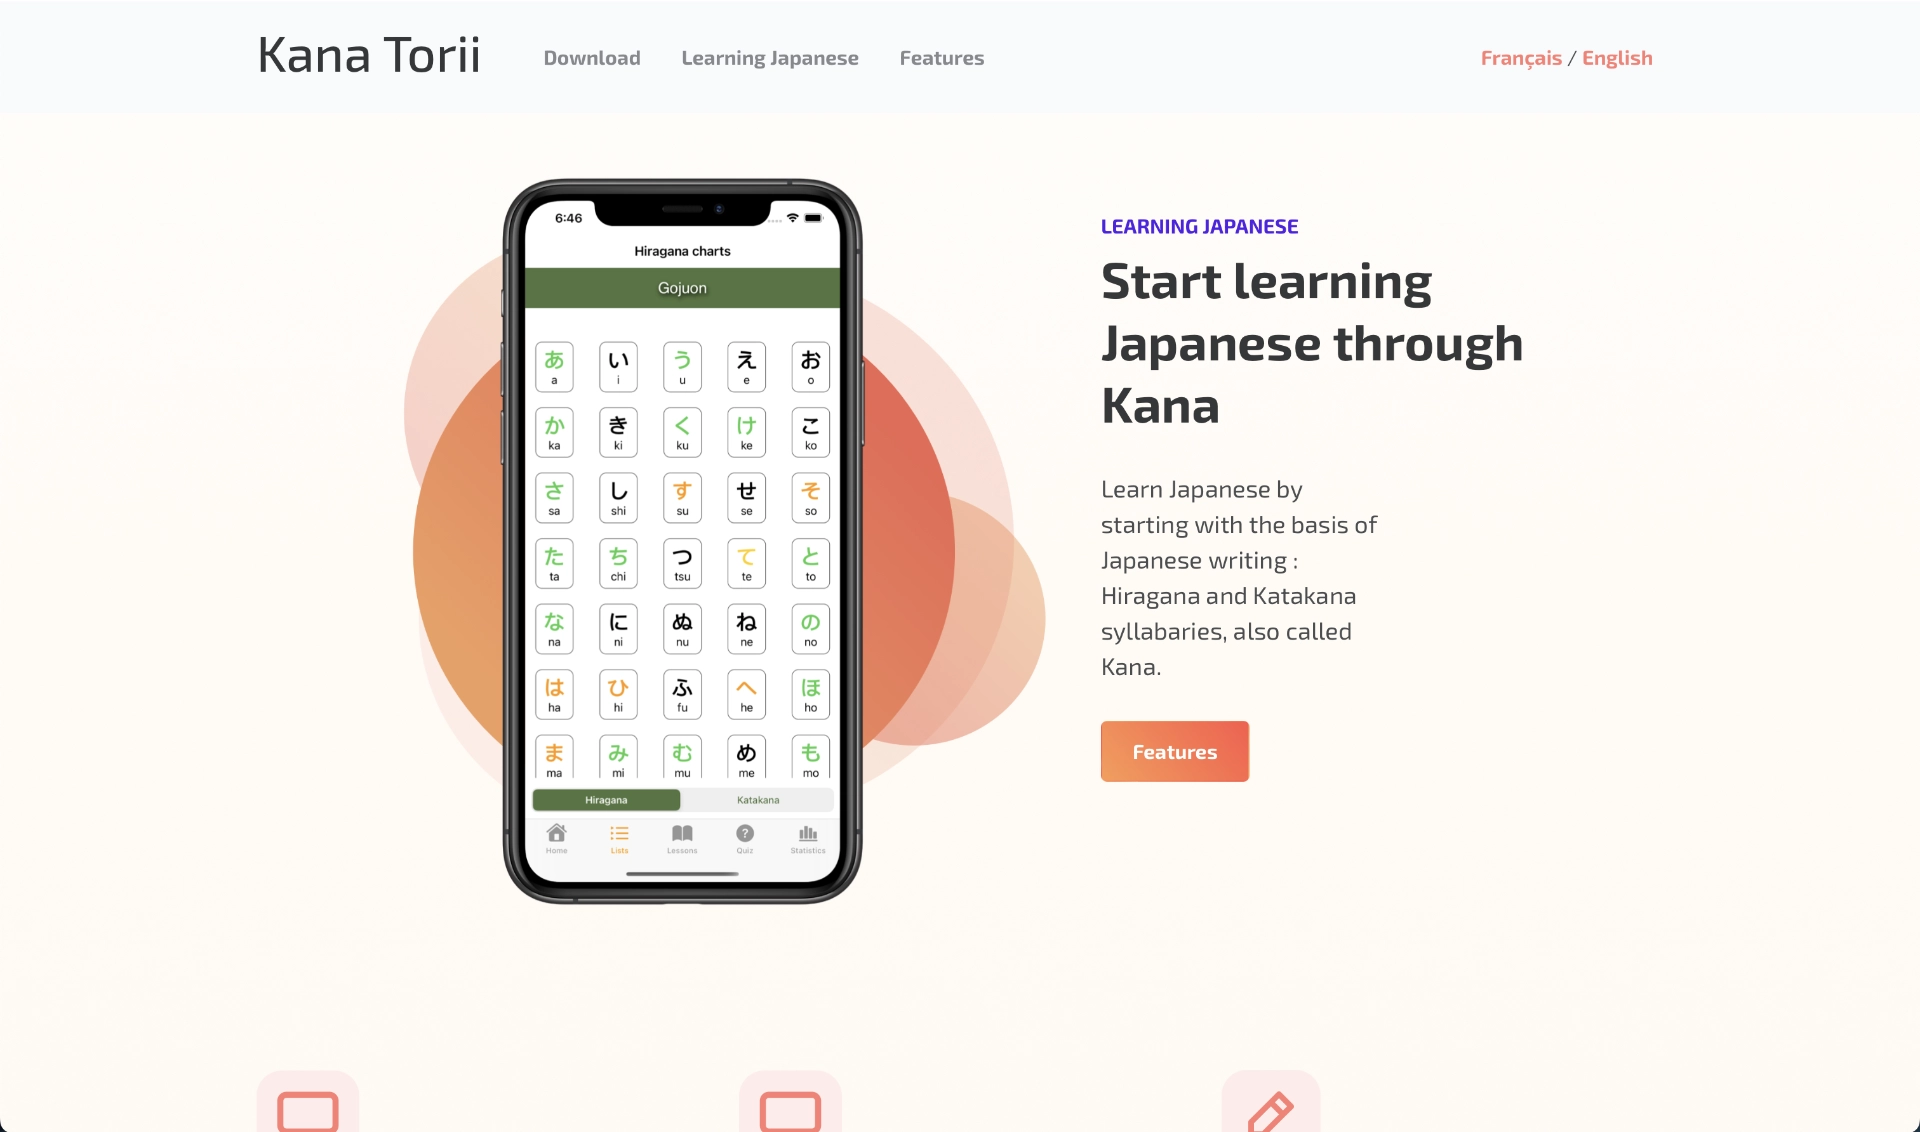 Kana Torii
Download
Learning Japanese
Features
Français / English
6:46
Hiragana charts
Gojuon
あ い う え お
a i u e o
か き く け こ
ka ki ku ke ko
さ し す せ そ
sa shi su se so
た ち つ て と
ta chi tsu te to
な に ぬ ね の
na ni nu ne no
は ひ ふ へ ほ
ha hi fu he ho
ま み む め も
ma mi mu me mo
Hiragana Katakana
Home Lists Lessons Quiz Statistics
LEARNING JAPANESE
Start learning
Japanese through
Kana
Learn Japanese by
starting with the basis of
Japanese writing :
Hiragana and Katakana
syllabaries, also called
Kana.
Features